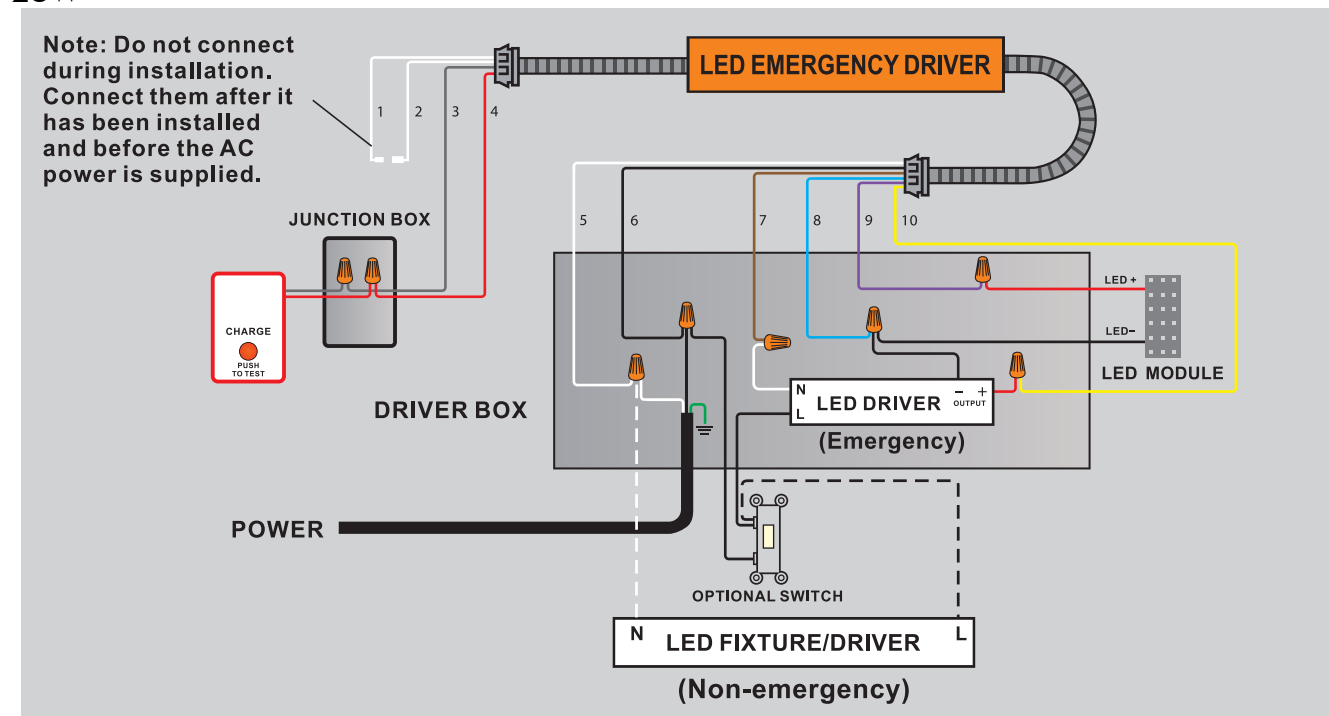 Note: Do not connect
during installation.
Connect them after it
has been installed
and before the AC
power is supplied.
LED EMERGENCY DRIVER
1 2 3 4
5 6 7 8 9 10
JUNCTION BOX
CHARGE
PUSH
TO TEST
DRIVER BOX
LED +
LED-
LED MODULE
N
L
LED DRIVER
- +
OUTPUT
(Emergency)
POWER
OPTIONAL SWITCH
N
LED FIXTURE/DRIVER
L
(Non-emergency)